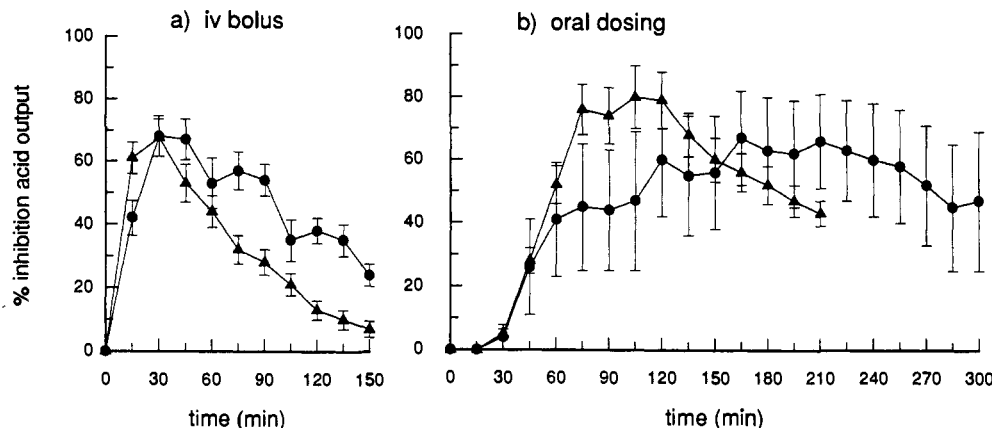 a) iv bolus
b) oral dosing
% inhibition acid output
100
80
60
40
20
0
0 30 60 90 120 150
time (min)
100
80
60
40
20
0
0 30 60 90 120 150 180 210 240 270 300
time (min)